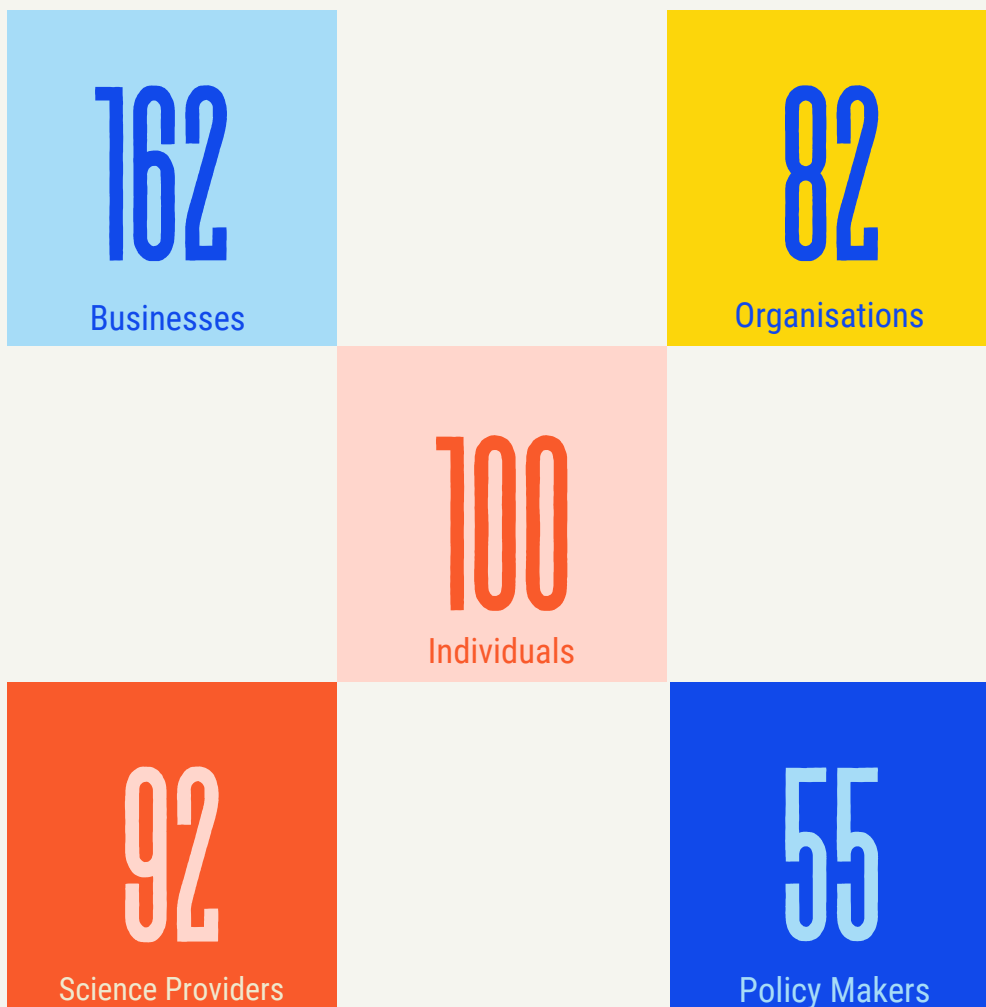 162
Businesses
82
Organisations
100
Individuals
92
Science Providers
55
Policy Makers